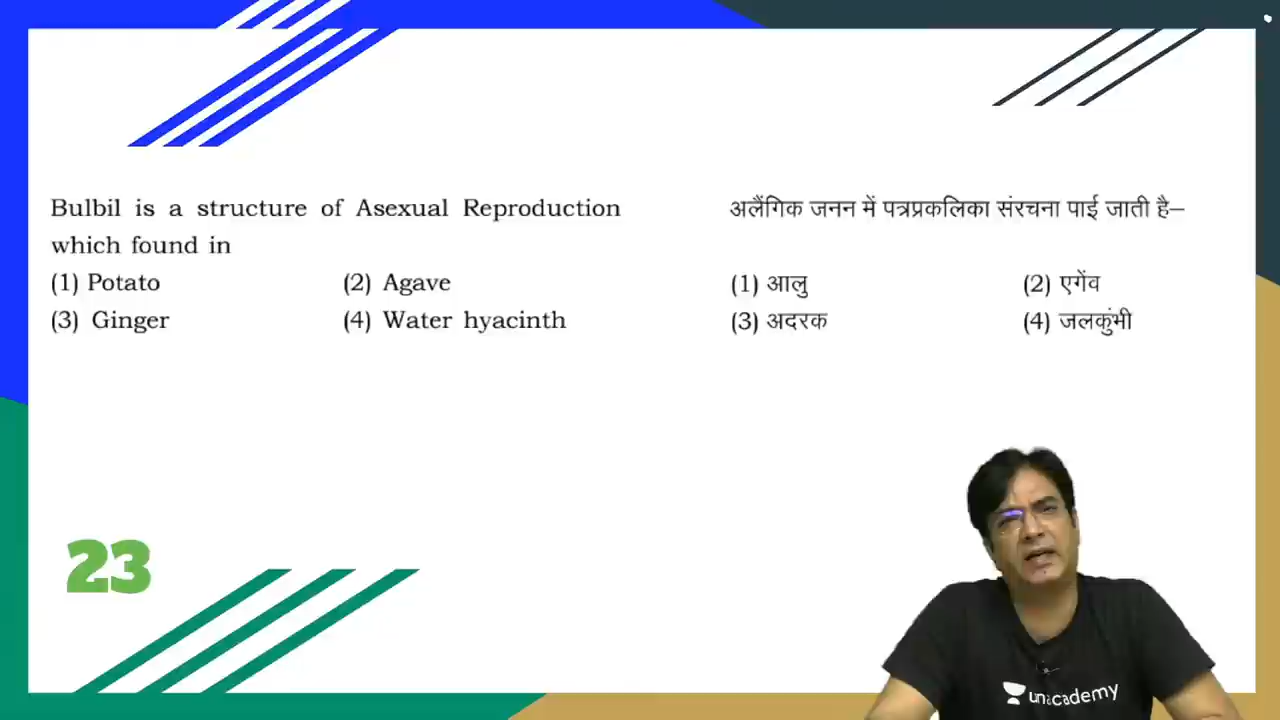 Bulbil is a structure of Asexual Reproduction
which found in
(1) Potato (2) Agave
(3) Ginger (4) Water hyacinth
अलैंगिक जनन में पत्रप्रकलिका संरचना पाई जाती है–
(1) आलु (2) एगेंव
(3) अदरक (4) जलकुंभी
23
unacademy